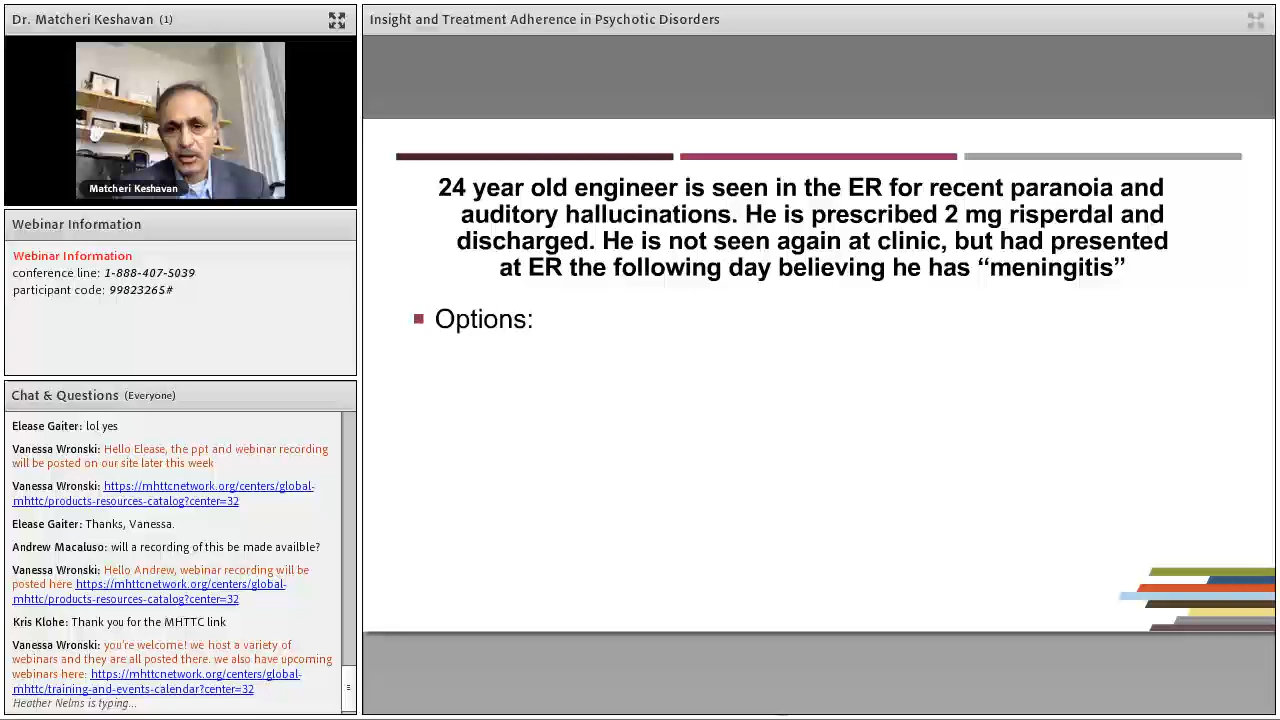 Dr. Matcheri Keshavan (1)
Matcheri Keshavan
Webinar Information
Webinar Information
conference line: 1-888-407-5039
participant code: 99823265#
Chat & Questions (Everyone)
Elease Gaiter: lol yes
Vanessa Wronski: Hello Elease, the ppt and webinar recording
will be posted on our site later this week
Vanessa Wronski: https://mhttcnetwork.org/centers/global-
mhttc/products-resources-catalog?center=32
Elease Gaiter: Thanks, Vanessa.
Andrew Macaluso: will a recording of this be made availble?
Vanessa Wronski: Hello Andrew, webinar recording will be
posted here https://mhttcnetwork.org/centers/global-
mhttc/products-resources-catalog?center=32
Kris Klohe: Thank you for the MHTTC link
Vanessa Wronski: you're welcome! we host a variety of
webinars and they are all posted there. we also have upcoming
webinars here: https://mhttcnetwork.org/centers/global-
mhttc/training-and-events-calendar?center=32
Heather Nelms is typing...
Insight and Treatment Adherence in Psychotic Disorders
24 year old engineer is seen in the ER for recent paranoia and
auditory hallucinations. He is prescribed 2 mg risperdal and
discharged. He is not seen again at clinic, but had presented
at ER the following day believing he has “meningitis”
Options: